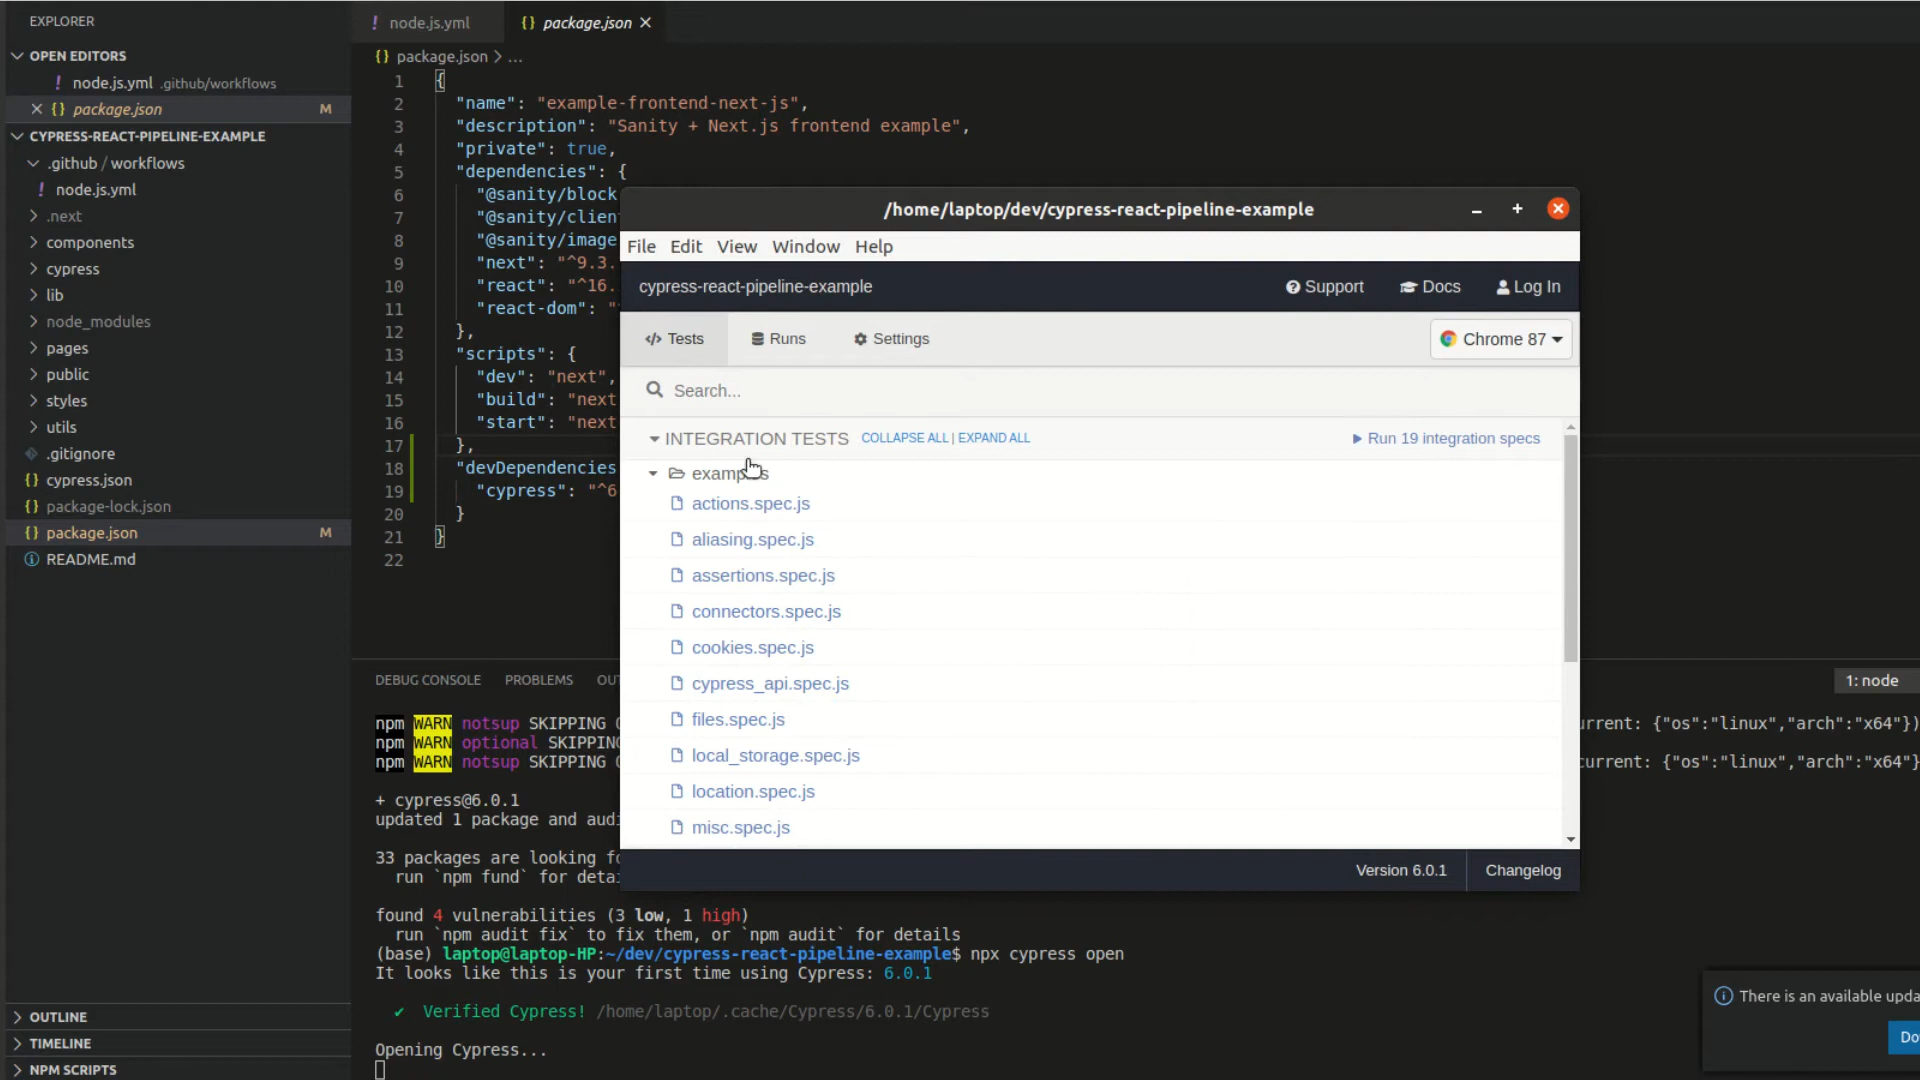 EXPLORER
OPEN EDITORS
! node.js.yml .github/workflows
{} package.json M
CYPRESS-REACT-PIPELINE-EXAMPLE
.github / workflows
! node.js.yml
.next
components
cypress
lib
node_modules
pages
public
styles
utils
.gitignore
{} cypress.json
{} package-lock.json
{} package.json M
README.md
OUTLINE
TIMELINE
NPM SCRIPTS
! node.js.yml
{} package.json
{} package.json > ...
1 {
2 "name": "example-frontend-next-js",
3 "description": "Sanity + Next.js frontend example",
4 "private": true,
5 "dependencies": {
6 "@sanity/block
7 "@sanity/client
8 "@sanity/image
9 "next": "^9.3.
10 "react": "^16.
11 "react-dom": "
12 },
13 "scripts": {
14 "dev": "next",
15 "build": "next
16 "start": "next
17 },
18 "devDependencies
19 "cypress": "^6
20 }
21 }
22
/home/laptop/dev/cypress-react-pipeline-example
File Edit View Window Help
cypress-react-pipeline-example Support Docs Log In
</> Tests Runs Settings Chrome 87
Search...
INTEGRATION TESTS COLLAPSE ALL | EXPAND ALL Run 19 integration specs
examples
actions.spec.js
aliasing.spec.js
assertions.spec.js
connectors.spec.js
cookies.spec.js
cypress_api.spec.js
files.spec.js
local_storage.spec.js
location.spec.js
misc.spec.js
Version 6.0.1 Changelog
DEBUG CONSOLE PROBLEMS OU 1: node
npm WARN notsup SKIPPING urrent: {"os":"linux","arch":"x64"})
npm WARN optional SKIPPING
npm WARN notsup SKIPPING current: {"os":"linux","arch":"x64"}
+ cypress@6.0.1
updated 1 package and audi
33 packages are looking fo
run `npm fund` for detai
found 4 vulnerabilities (3 low, 1 high)
run `npm audit fix` to fix them, or `npm audit` for details
(base) laptop@laptop-HP:~/dev/cypress-react-pipeline-example$ npx cypress open
It looks like this is your first time using Cypress: 6.0.1
✔ Verified Cypress! /home/laptop/.cache/Cypress/6.0.1/Cypress
Opening Cypress...
There is an available upda
Do